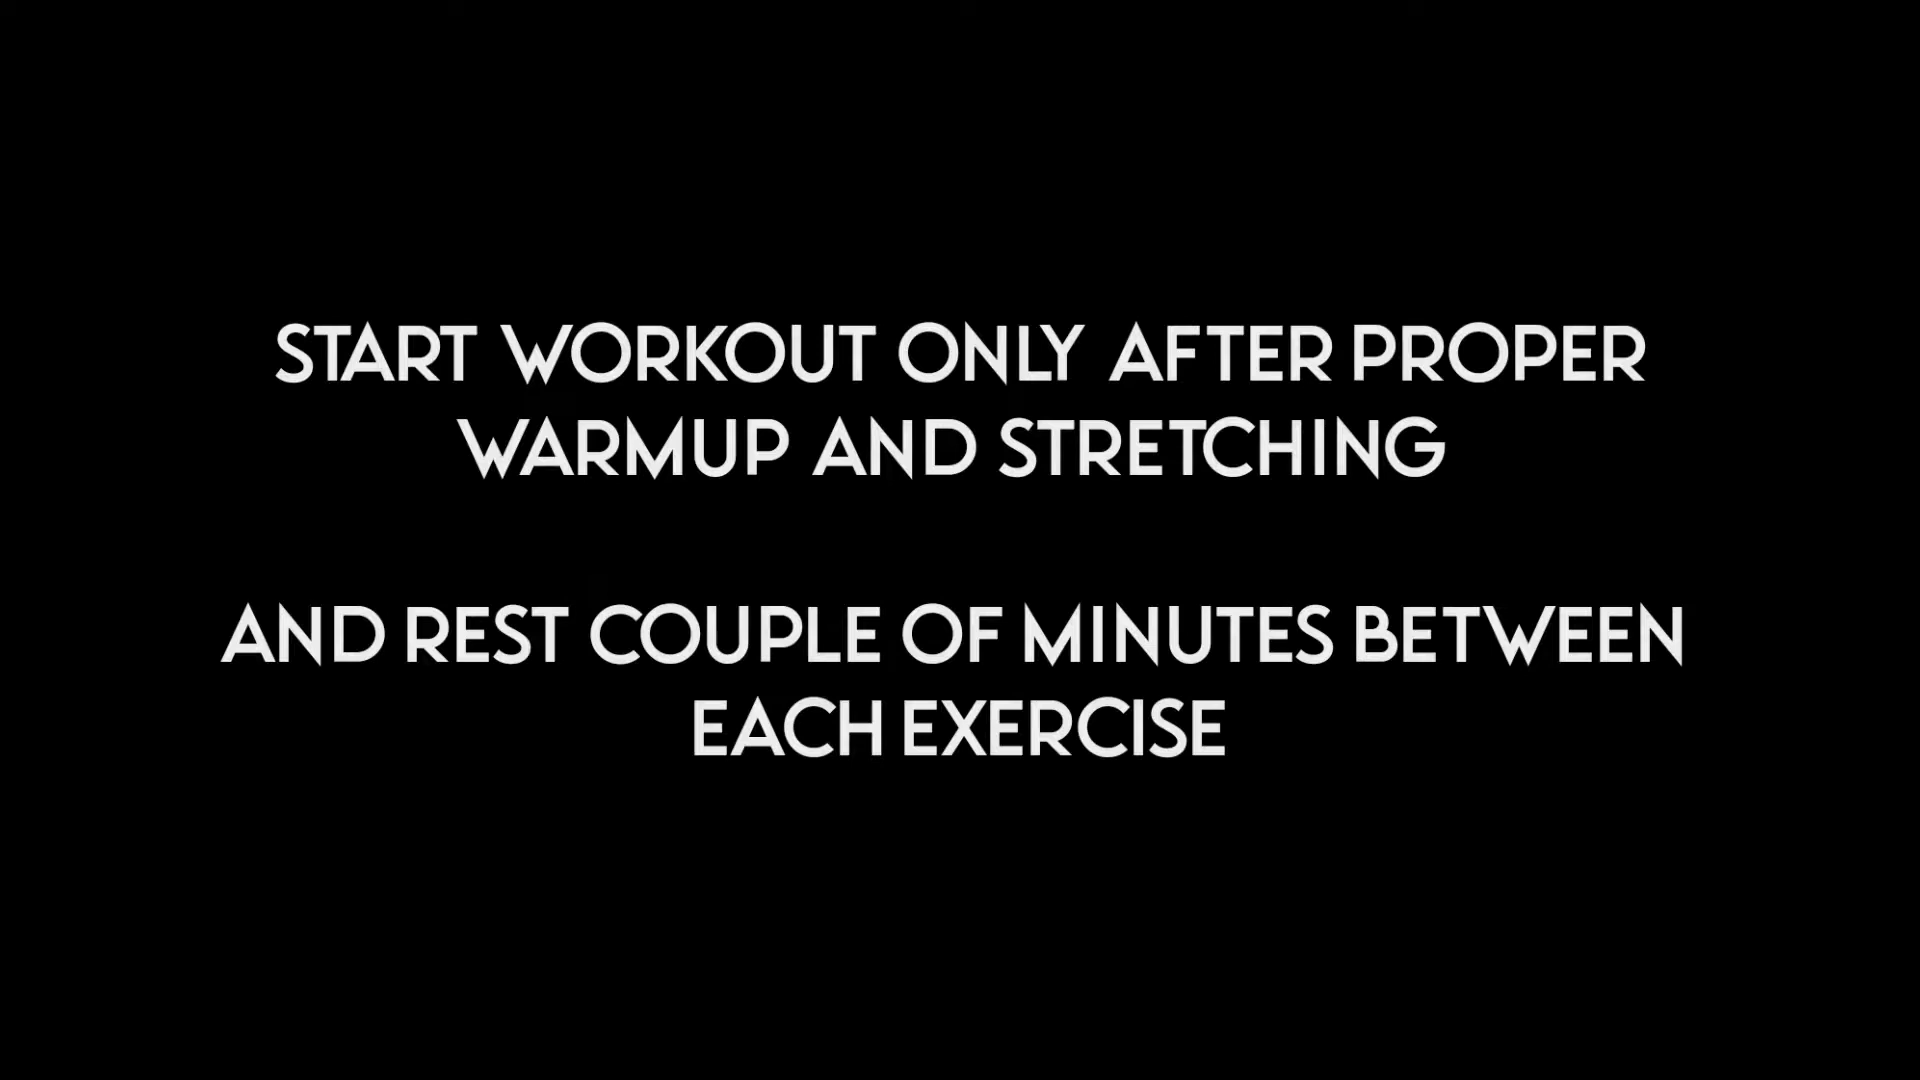 START WORKOUT ONLY AFTER PROPER
WARMUP AND STRETCHING
AND REST COUPLE OF MINUTES BETWEEN
EACH EXERCISE